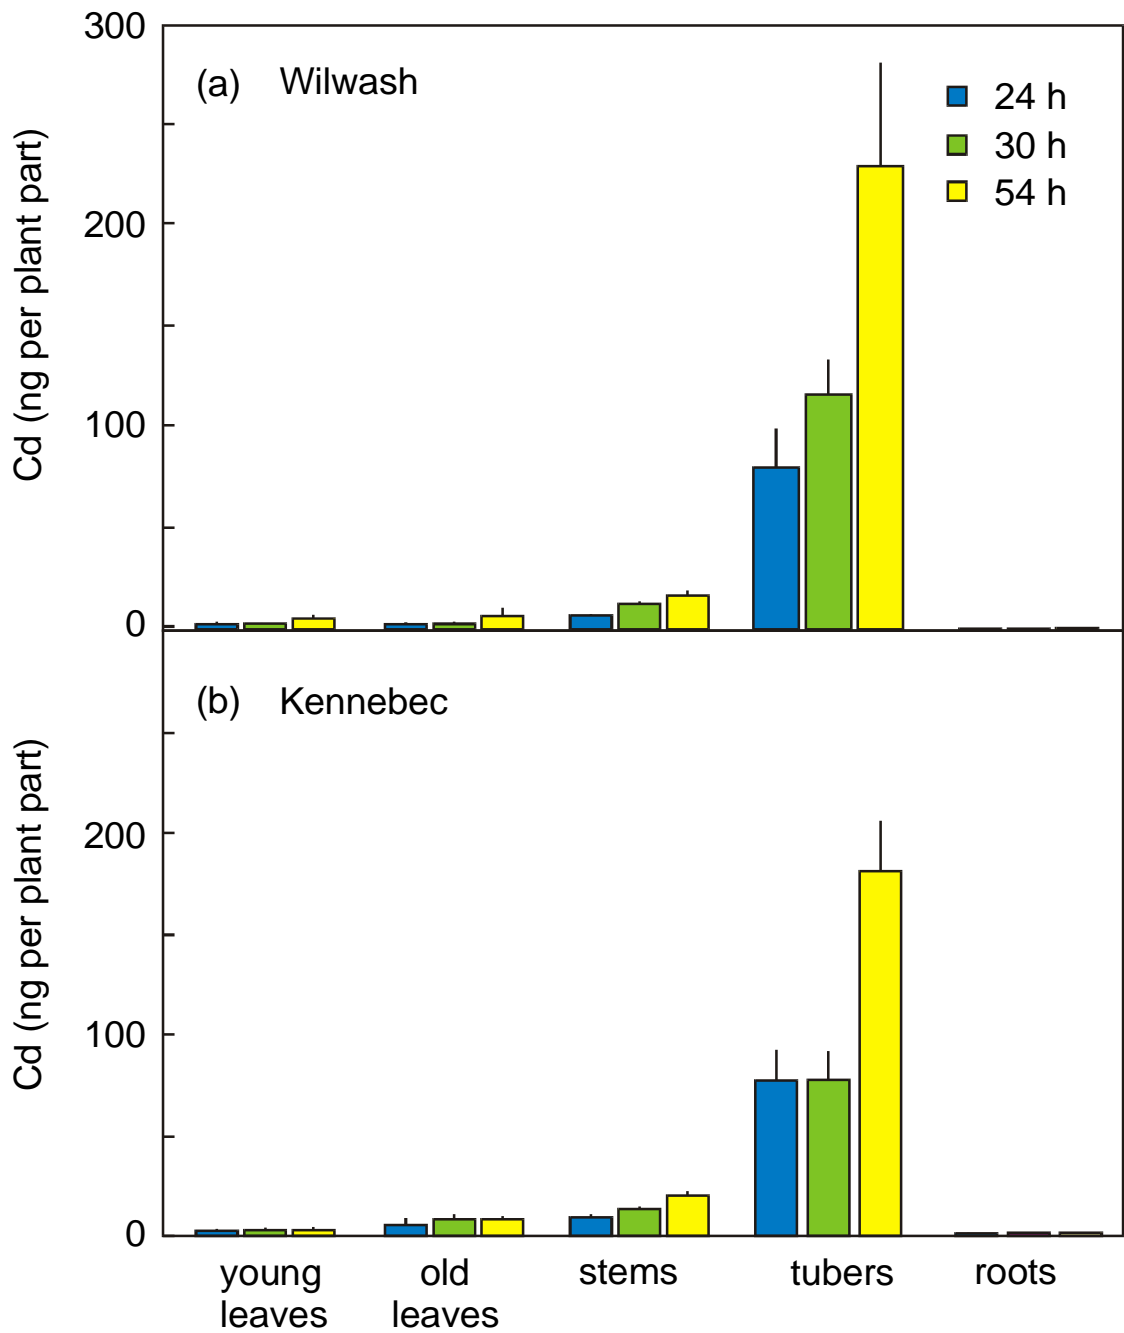 300
(a) Wilwash
24 h
30 h
54 h
200
100
0
Cd (ng per plant part)
(b) Kennebec
200
100
0
Cd (ng per plant part)
young leaves
old leaves
stems
tubers
roots